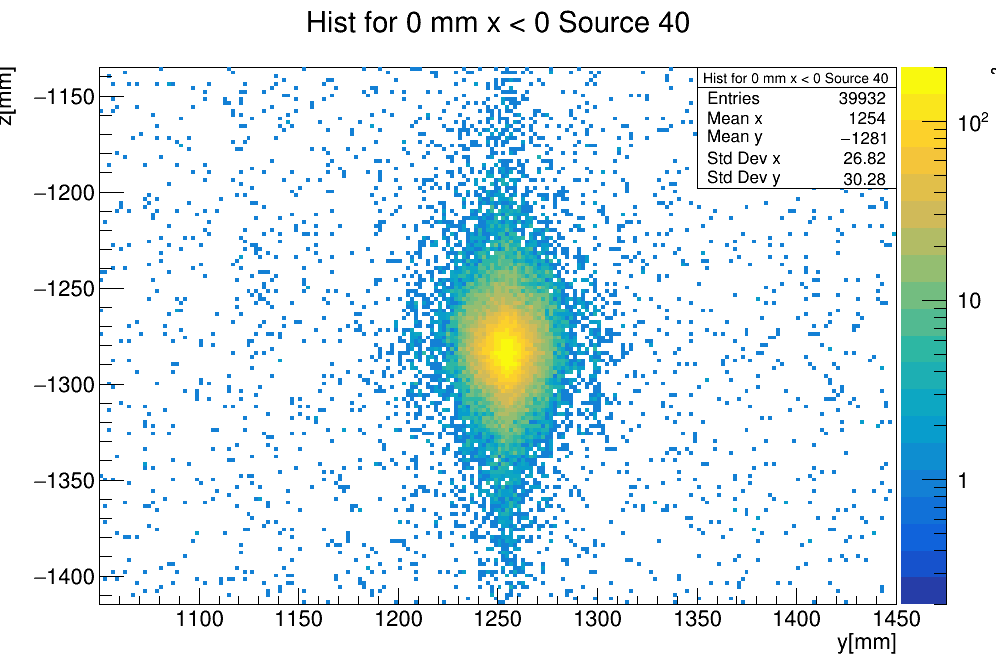 Hist for 0 mm x < 0 Source 40
z[mm]
Hist for 0 mm x < 0 Source 40
Entries 39932
Mean x 1254
Mean y −1281
Std Dev x 26.82
Std Dev y 30.28
−1150
−1200
−1250
−1300
−1350
−1400
10²
10
1
1100 1150 1200 1250 1300 1350 1400 1450
y[mm]